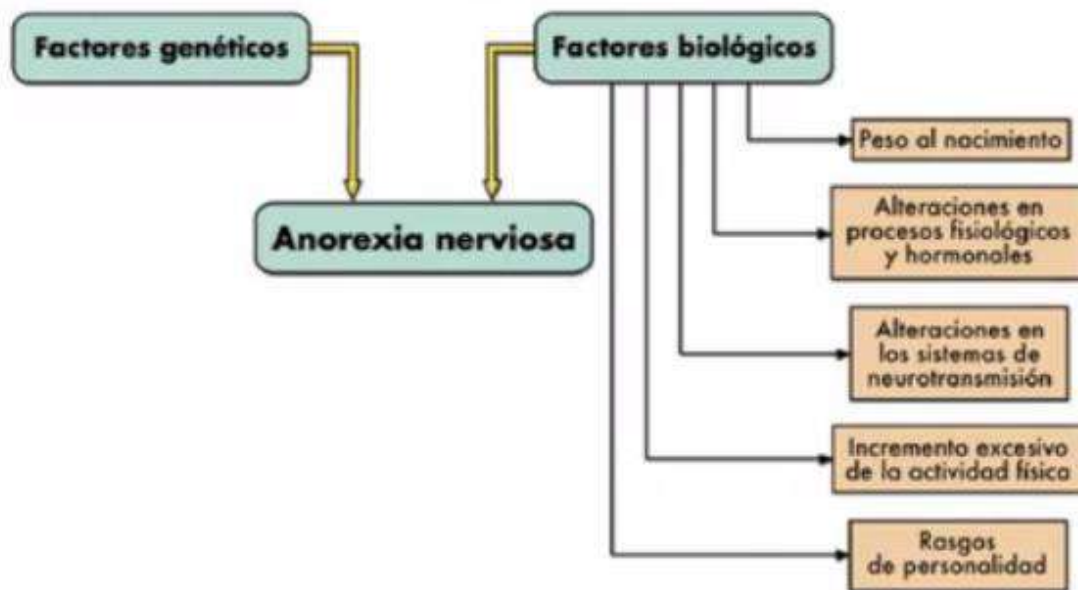 Factores genéticos
Factores biológicos
Anorexia nerviosa
Peso al nacimiento
Alteraciones en
procesos fisiológicos
y hormonales
Alteraciones en
los sistemas de
neurotransmisión
Incremento excesivo
de la actividad física
Rasgos
de personalidad